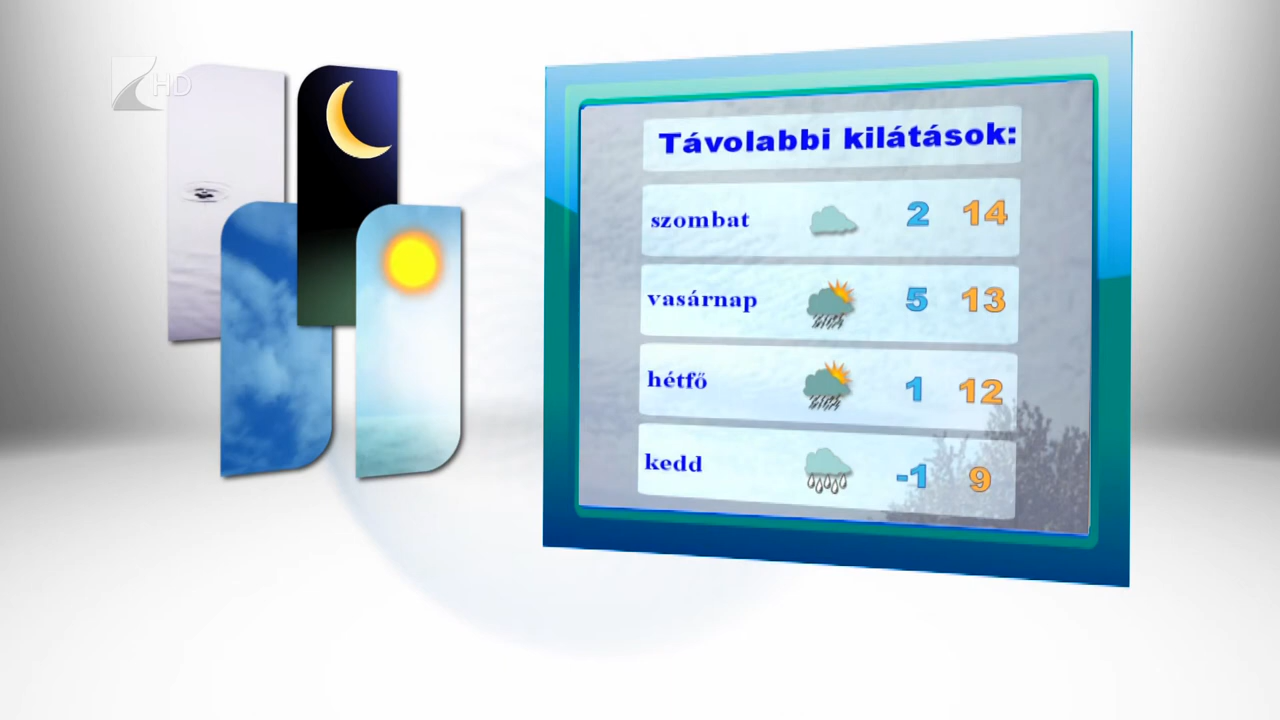 HD
Távolabbi kilátások:
szombat 2 14
vasárnap 5 13
hétfő 1 12
kedd -1 9